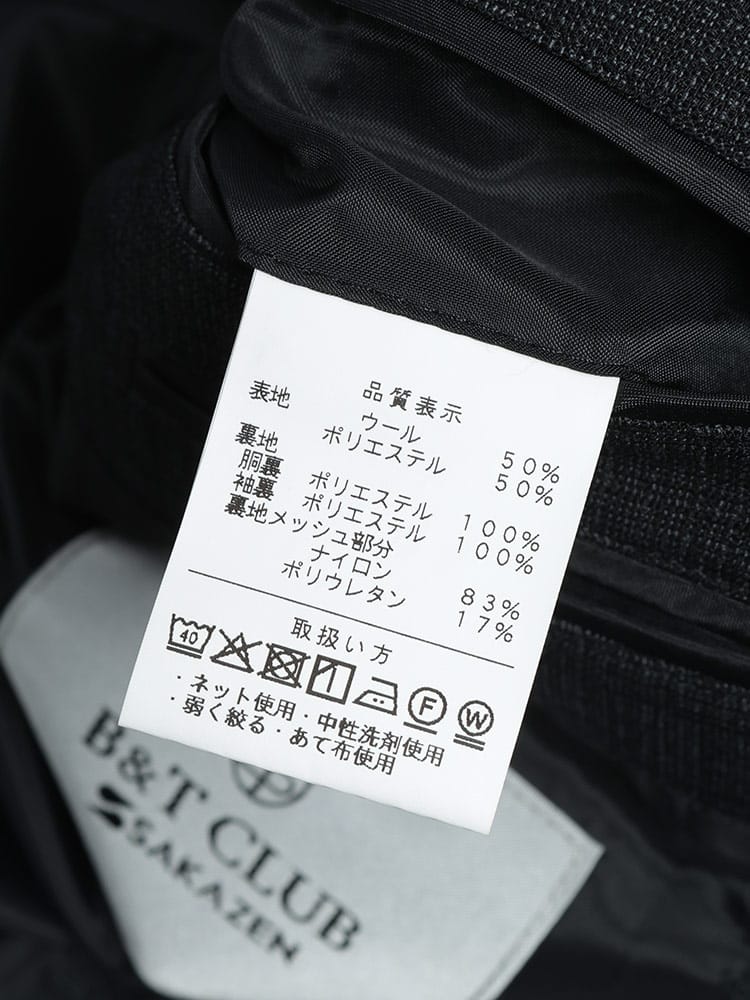 品質表示
表地
ウール 50%
ポリエステル 50%
裏地
胴裏 ポリエステル 100%
袖裏 ポリエステル 100%
裏地メッシュ部分
ナイロン 83%
ポリウレタン 17%
取扱い方
40 F W
・ネット使用・中性洗剤使用
・弱く絞る・あて布使用
B&T CLUB
SAKAZEN